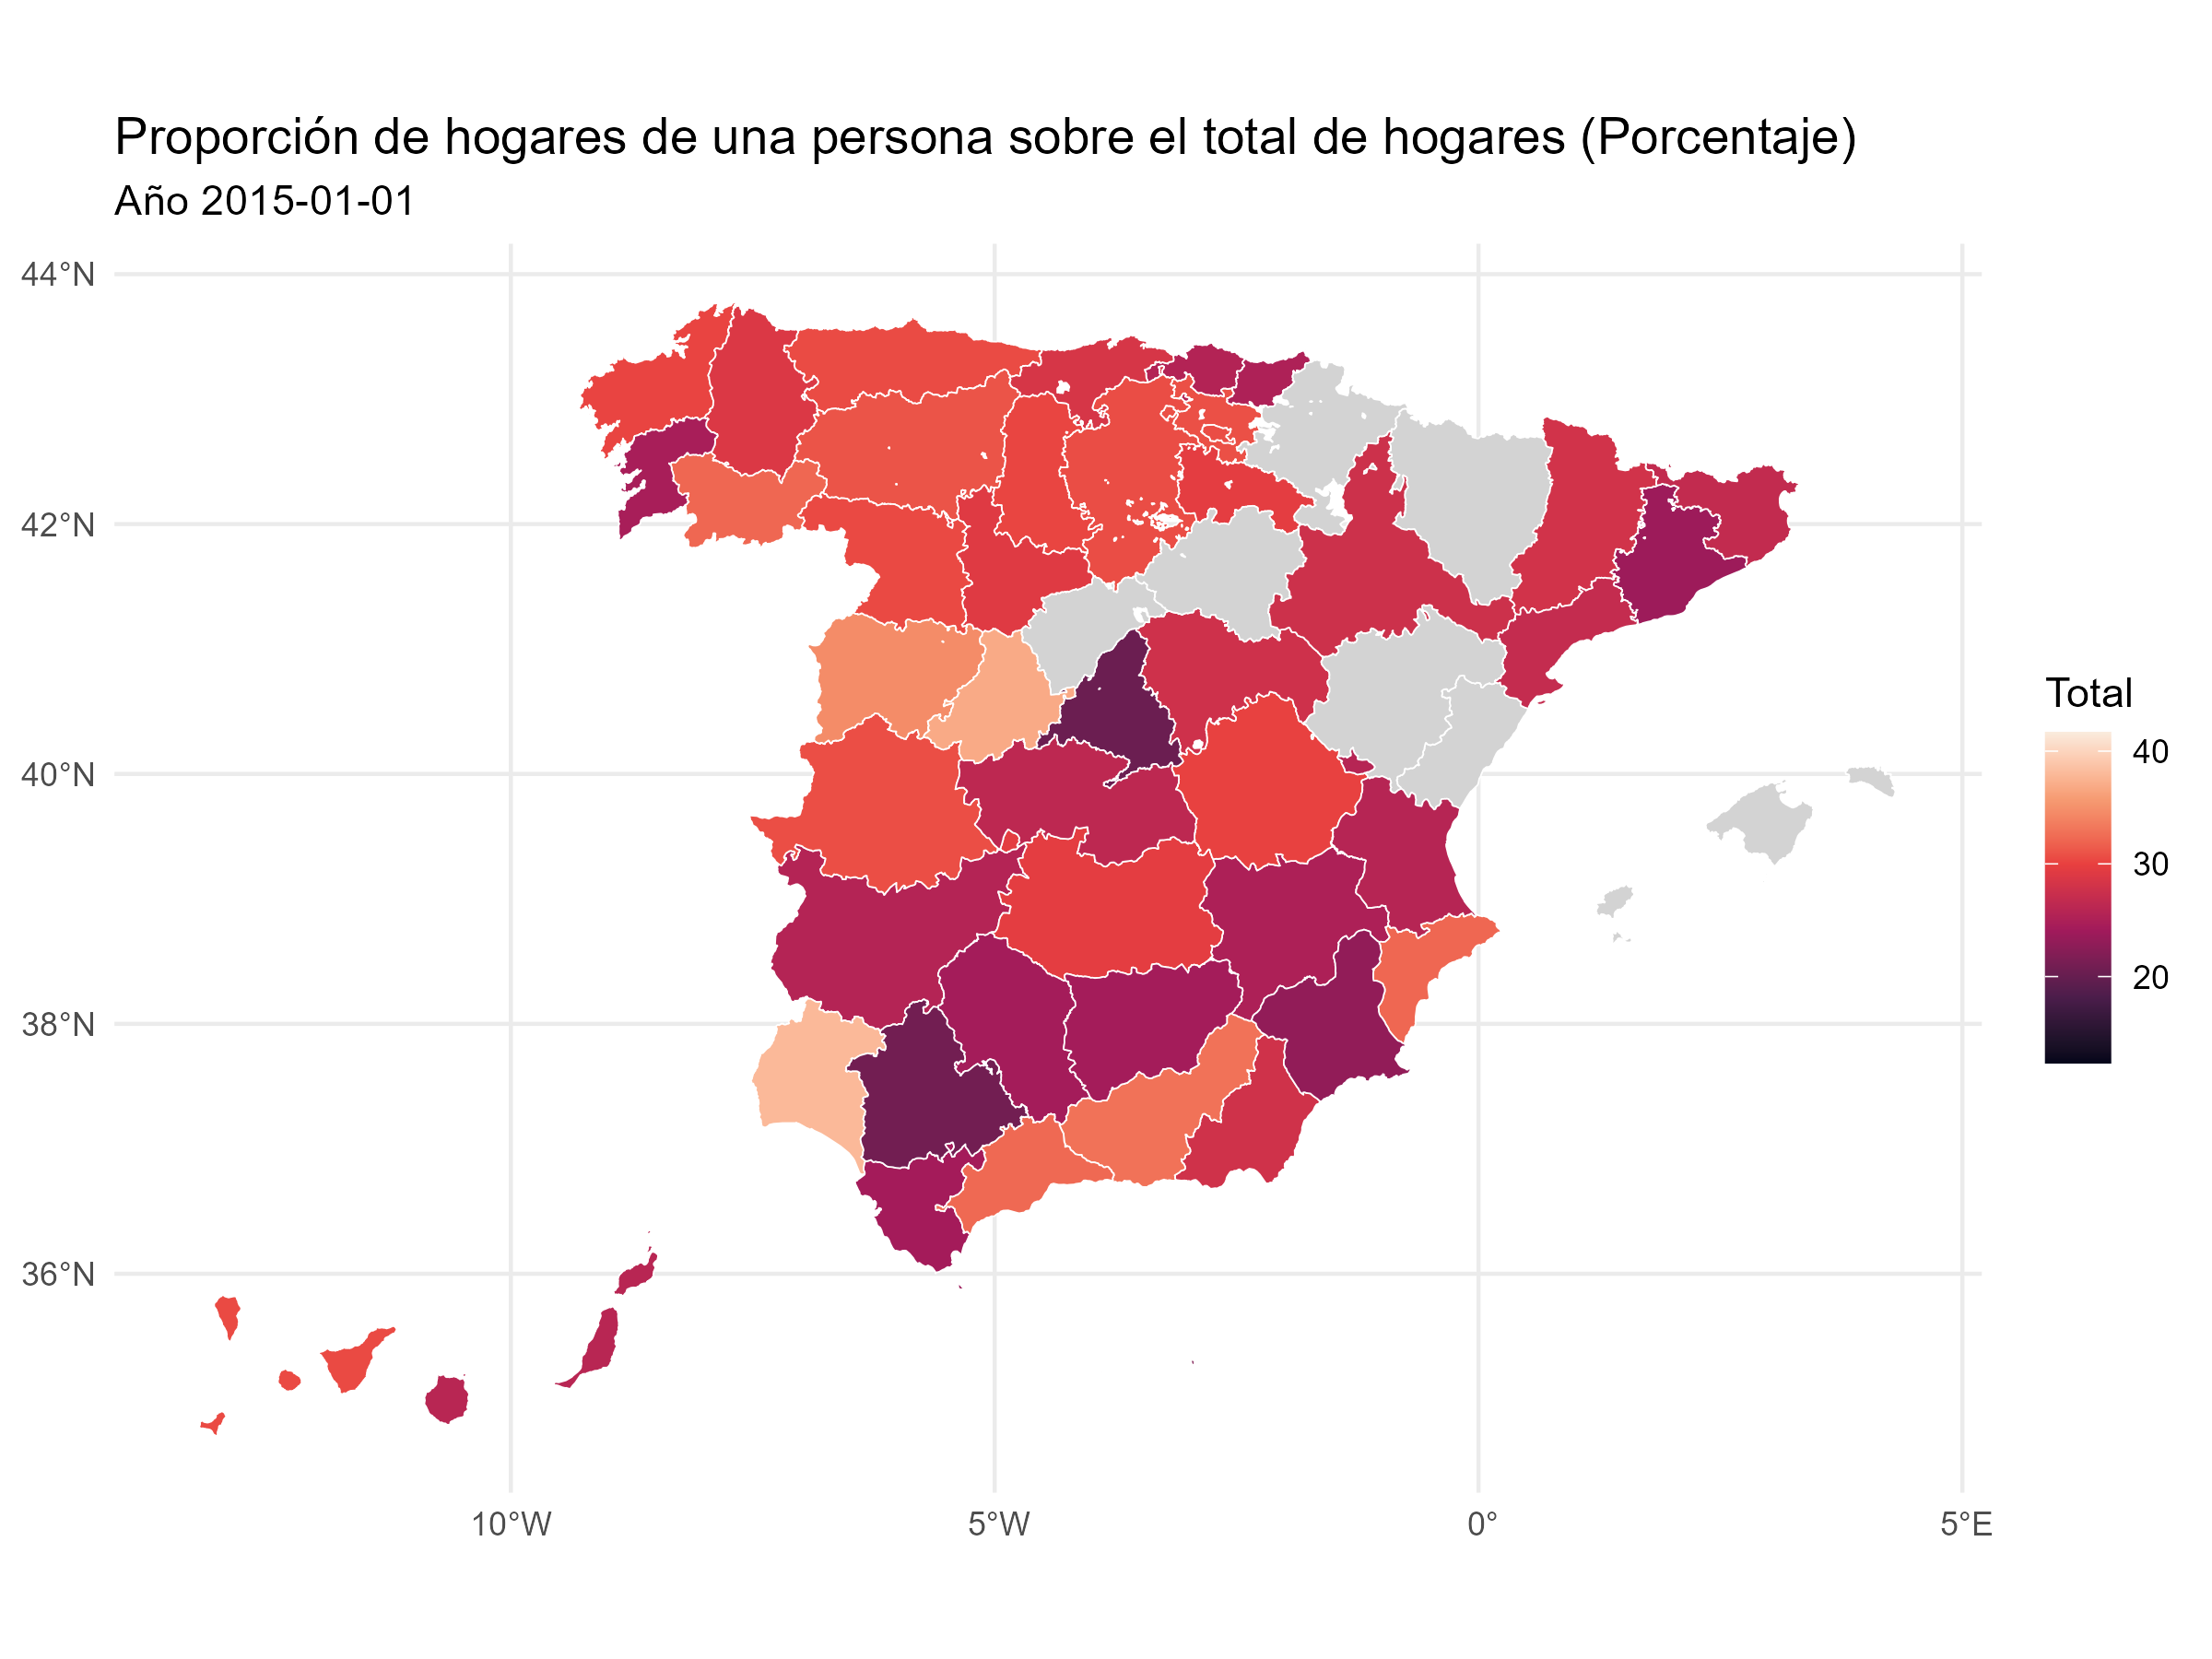 Proporción de hogares de una persona sobre el total de hogares (Porcentaje)
Año 2015-01-01
44°N
42°N
40°N
38°N
36°N
10°W
5°W
0°
5°E
Total
40
30
20